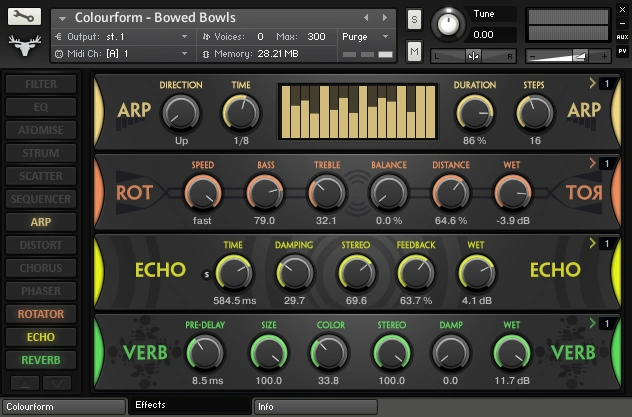 Colourform - Bowed Bowls
Output: st. 1 Voices: 0 Max: 300 Purge
Midi Ch: [A] 1 Memory: 28.21 MB
S
M
Tune
0.00
L R
×
-
AUX
PV
FILTER
EQ
ATOMISE
STRUM
SCATTER
SEQUENCER
ARP
DISTORT
CHORUS
PHASER
ROTATOR
ECHO
REVERB
ARP
DIRECTION TIME DURATION STEPS
Up 1/8 86 % 16
ARP
1
ROT
SPEED BASS TREBLE BALANCE DISTANCE WET
fast 79.0 32.1 0.0 % 64.6 % -3.9 dB
ROT
1
ECHO
TIME DAMPING STEREO FEEDBACK WET
S
584.5 ms 29.7 69.6 63.7 % 4.1 dB
ECHO
1
VERB
PRE-DELAY SIZE COLOR STEREO DAMP WET
8.5 ms 100.0 33.8 100.0 0.0 11.7 dB
VERB
1
Colourform Effects Info